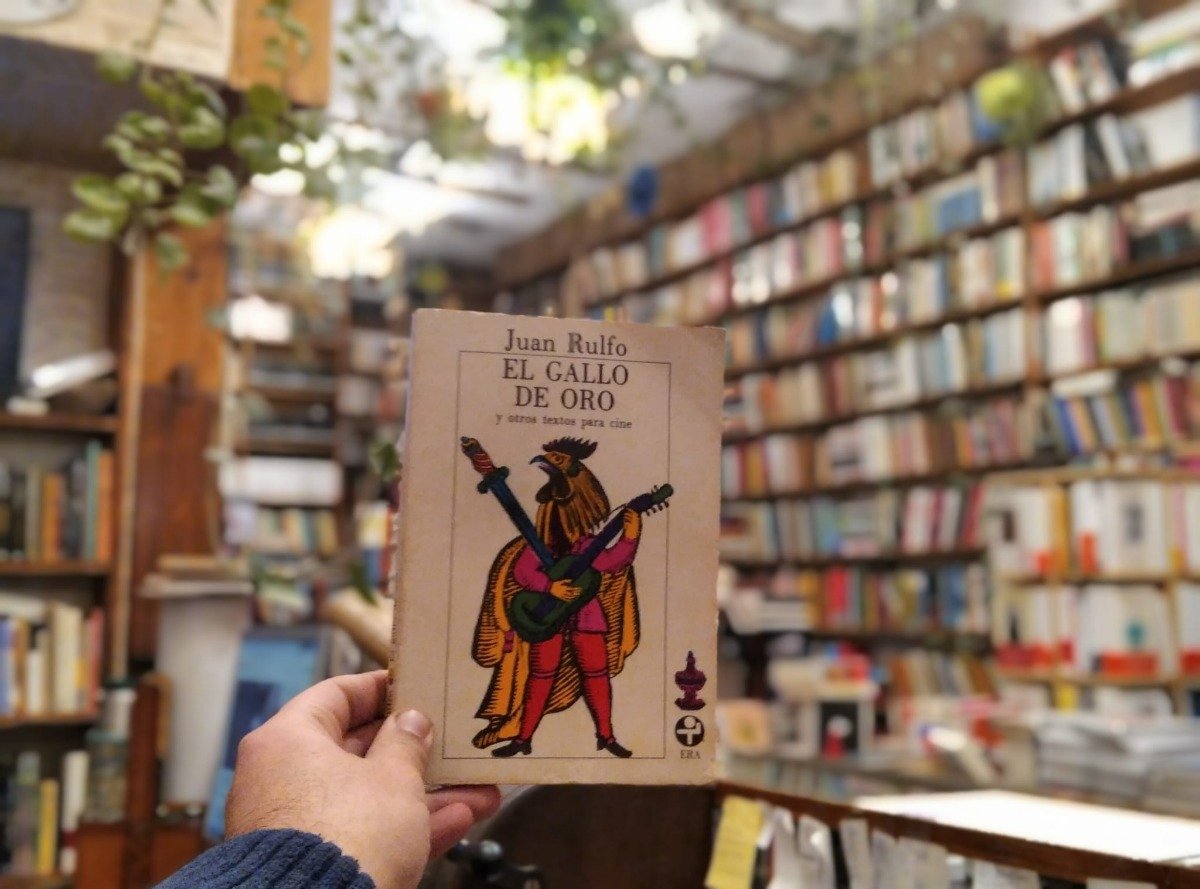 Juan Rulfo
EL GALLO
DE ORO
y otros textos para cine
ERA